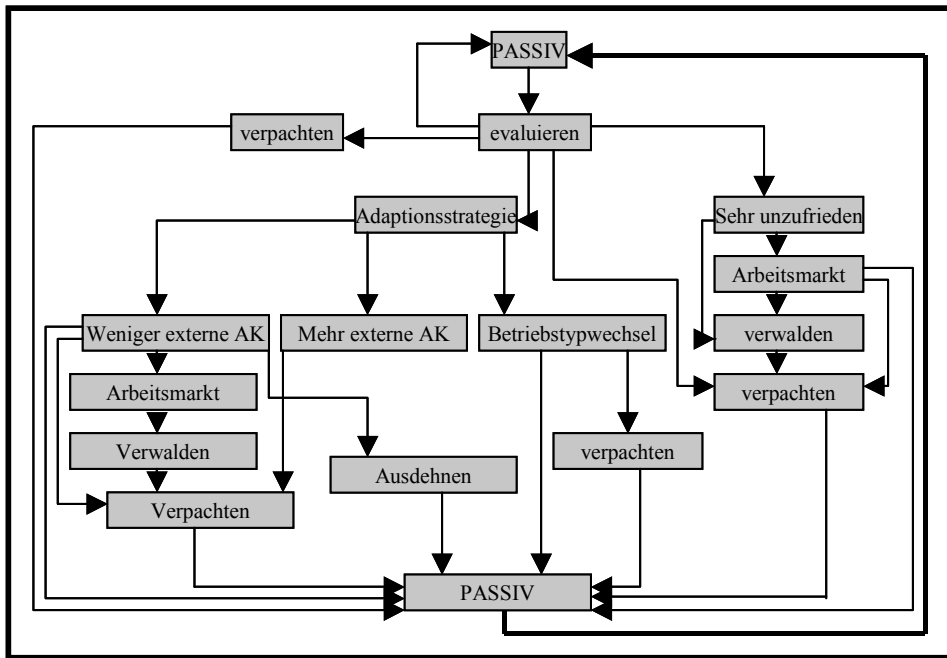 PASSIV
verpachten
evaluieren
Adaptionsstrategie
Sehr unzufrieden
Arbeitsmarkt
Weniger externe AK
Mehr externe AK
Betriebstypwechsel
verwalden
Arbeitsmarkt
verpachten
Verwalden
verpachten
Ausdehnen
Verpachten
PASSIV